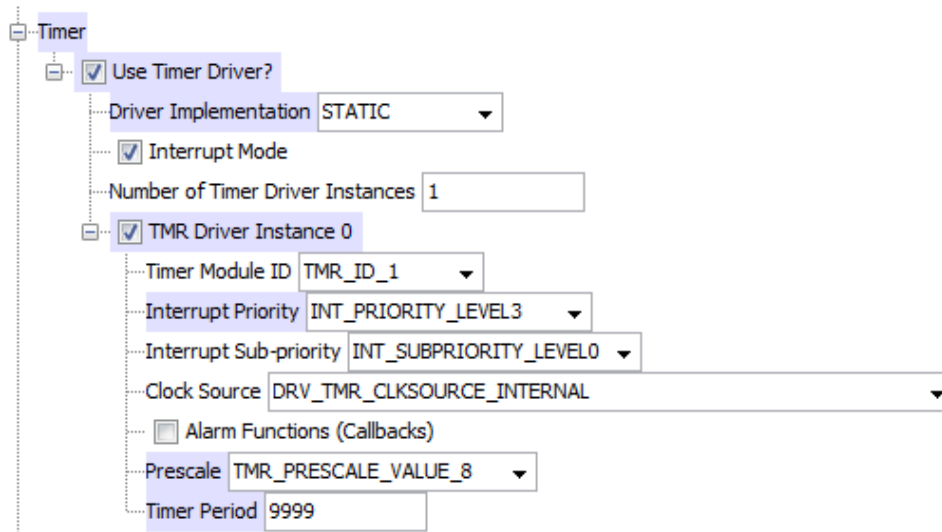 Timer
Use Timer Driver?
Driver Implementation STATIC
Interrupt Mode
Number of Timer Driver Instances 1
TMR Driver Instance 0
Timer Module ID TMR_ID_1
Interrupt Priority INT_PRIORITY_LEVEL3
Interrupt Sub-priority INT_SUBPRIORITY_LEVEL0
Clock Source DRV_TMR_CLKSOURCE_INTERNAL
Alarm Functions (Callbacks)
Prescale TMR_PRESCALE_VALUE_8
Timer Period 9999